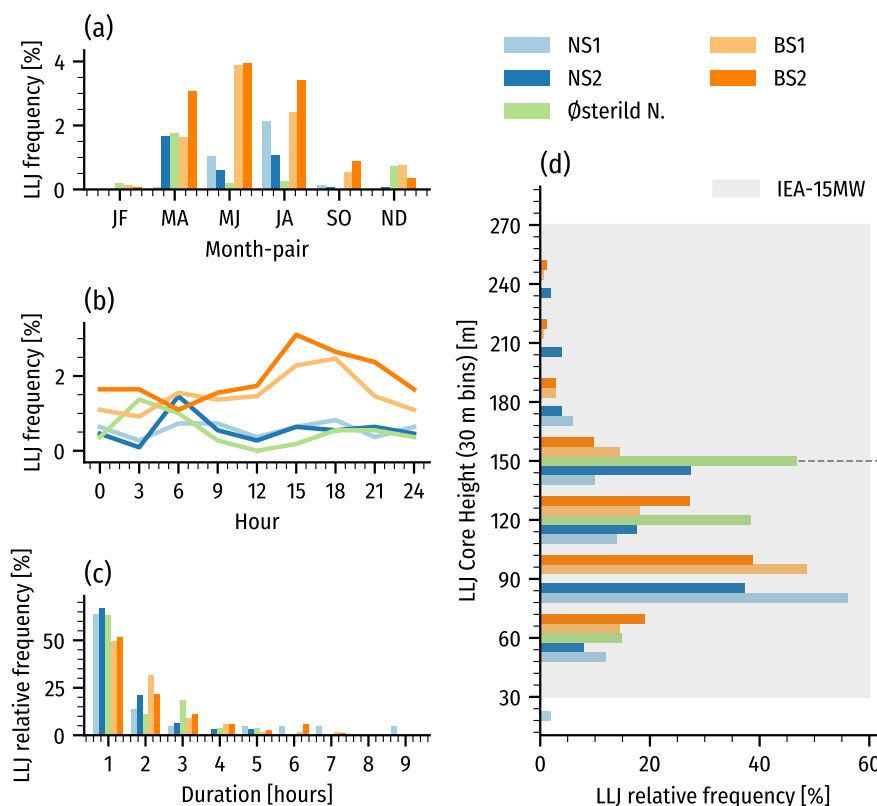 (a)
LLJ frequency [%]
4
2
0
JF MA MJ JA SO ND
Month-pair
(b)
LLJ frequency [%]
2
0
0 3 6 9 12 15 18 21 24
Hour
(c)
LLJ relative frequency [%]
50
25
0
1 2 3 4 5 6 7 8 9
Duration [hours]
NS1
NS2
Østerild N.
BS1
BS2
(d)
IEA-15MW
LLJ Core Height (30 m bins) [m]
270
240
210
180
150
120
90
60
30
0 20 40 60
LLJ relative frequency [%]